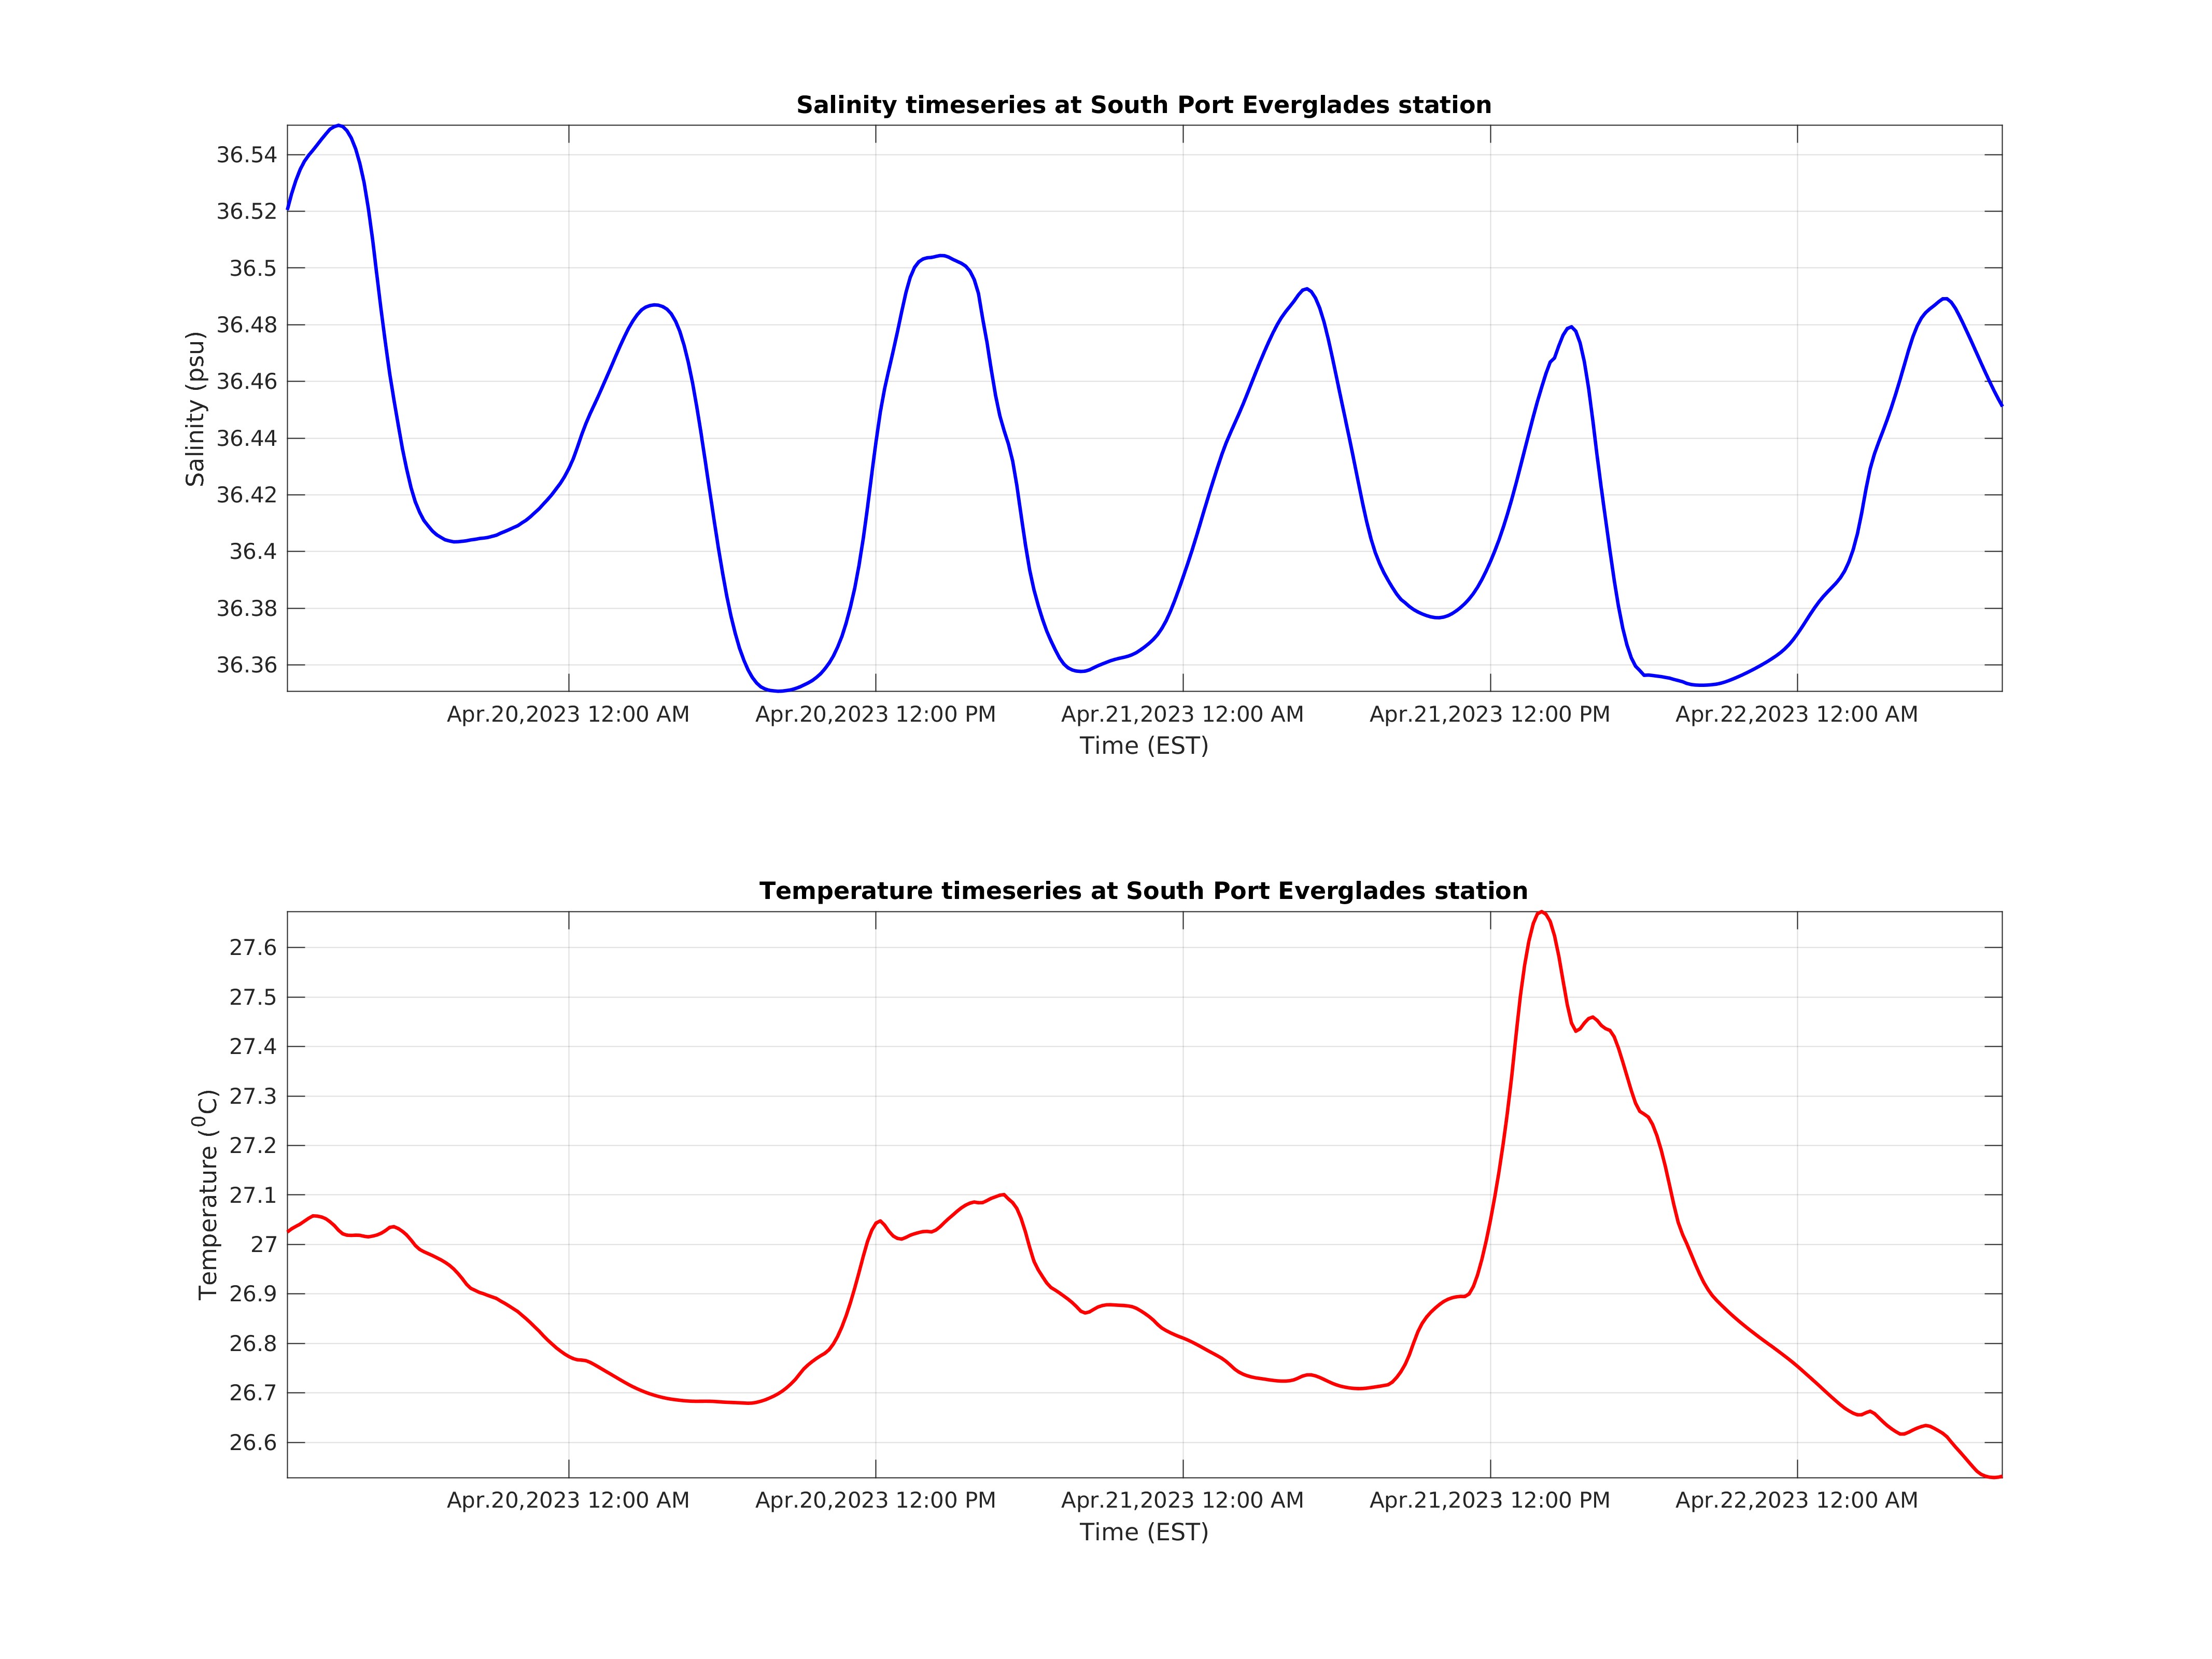 Salinity timeseries at South Port Everglades station
36.54
36.52
36.5
36.48
36.46
36.44
36.42
36.4
36.38
36.36
Salinity (psu)
Apr.20,2023 12:00 AM Apr.20,2023 12:00 PM Apr.21,2023 12:00 AM Apr.21,2023 12:00 PM Apr.22,2023 12:00 AM
Time (EST)
Temperature timeseries at South Port Everglades station
27.6
27.5
27.4
27.3
27.2
27.1
27
26.9
26.8
26.7
26.6
Temperature (⁰C)
Apr.20,2023 12:00 AM Apr.20,2023 12:00 PM Apr.21,2023 12:00 AM Apr.21,2023 12:00 PM Apr.22,2023 12:00 AM
Time (EST)